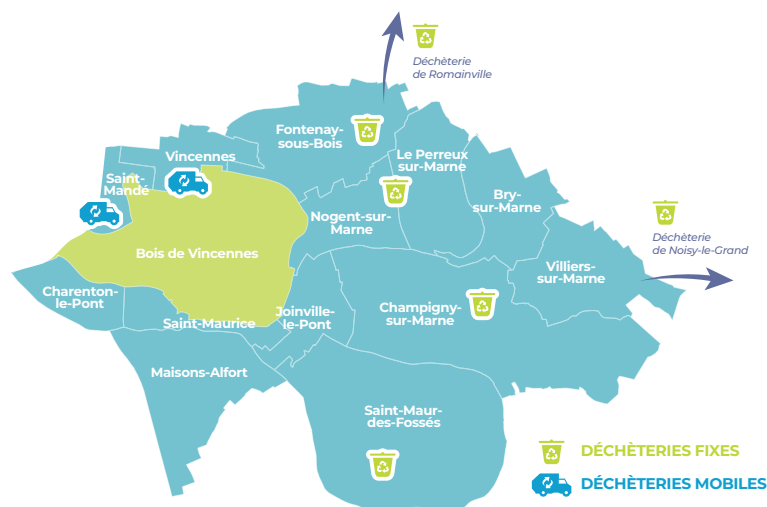 Déchèterie
de Romainville
Fontenay-
sous-Bois
Vincennes
Le Perreux
sur-Marne
Saint-
Mandé
Bry-
sur-Marne
Nogent-sur-
Marne
Déchèterie
de Noisy-le-Grand
Bois de Vincennes
Villiers-
sur-Marne
Charenton-
le-Pont
Saint-Maurice
Joinville-
le-Pont
Champigny-
sur-Marne
Maisons-Alfort
Saint-Maur-
des-Fossés
DÉCHÈTERIES FIXES
DÉCHÈTERIES MOBILES